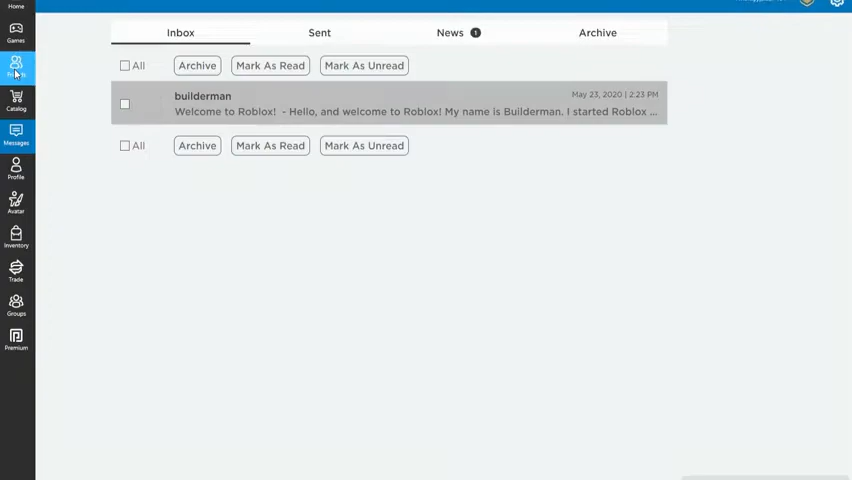 Home
Games
Friends
Catalog
Messages
Profile
Avatar
Inventory
Trade
Groups
Premium
Inbox Sent News 1 Archive
All Archive Mark As Read Mark As Unread
builderman May 23, 2020 | 2:23 PM
Welcome to Roblox! - Hello, and welcome to Roblox! My name is Builderman. I started Roblox ...
All Archive Mark As Read Mark As Unread